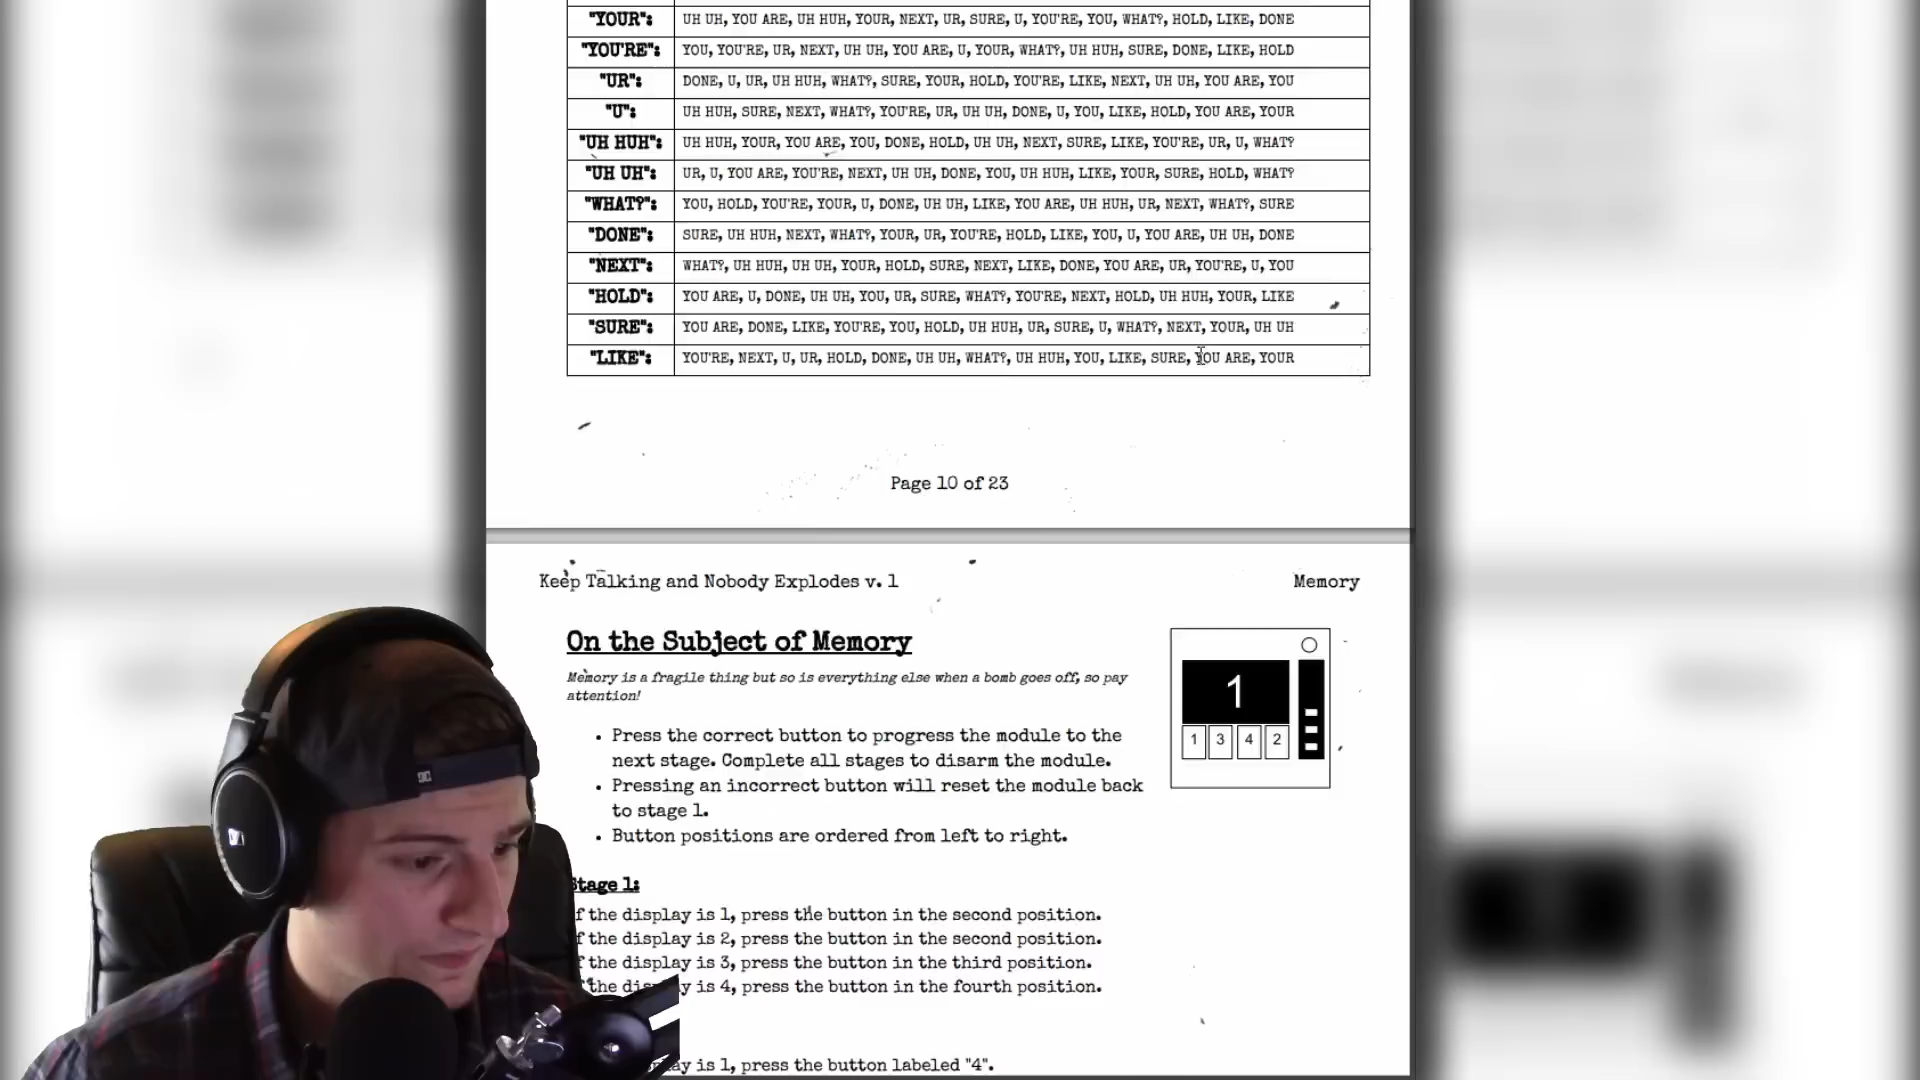 "YOUR": UH UH, YOU ARE, UH HUH, YOUR, NEXT, UR, SURE, U, YOU'RE, YOU, WHAT?, HOLD, LIKE, DONE
"YOU'RE": YOU, YOU'RE, UR, NEXT, UH UH, YOU ARE, U, YOUR, WHAT?, UH HUH, SURE, DONE, LIKE, HOLD
"UR": DONE, U, UR, UH HUH, WHAT?, SURE, YOUR, HOLD, YOU'RE, LIKE, NEXT, UH UH, YOU ARE, YOU
"U": UH HUH, SURE, NEXT, WHAT?, YOU'RE, UR, UH UH, DONE, U, YOU, LIKE, HOLD, YOU ARE, YOUR
"UH HUH": UH HUH, YOUR, YOU ARE, YOU, DONE, HOLD, UH UH, NEXT, SURE, LIKE, YOU'RE, UR, U, WHAT?
"UH UH": UR, U, YOU ARE, YOU'RE, NEXT, UH UH, DONE, YOU, UH HUH, LIKE, YOUR, SURE, HOLD, WHAT?
"WHAT?": YOU, HOLD, YOU'RE, YOUR, U, DONE, UH UH, LIKE, YOU ARE, UH HUH, UR, NEXT, WHAT?, SURE
"DONE": SURE, UH HUH, NEXT, WHAT?, YOUR, UR, YOU'RE, HOLD, LIKE, YOU, U, YOU ARE, UH UH, DONE
"NEXT": WHAT?, UH HUH, UH UH, YOUR, HOLD, SURE, NEXT, LIKE, DONE, YOU ARE, UR, YOU'RE, U, YOU
"HOLD": YOU ARE, U, DONE, UH UH, YOU, UR, SURE, WHAT?, YOU'RE, NEXT, HOLD, UH HUH, YOUR, LIKE
"SURE": YOU ARE, DONE, LIKE, YOU'RE, YOU, HOLD, UH HUH, UR, SURE, U, WHAT?, NEXT, YOUR, UH UH
"LIKE": YOU'RE, NEXT, U, UR, HOLD, DONE, UH UH, WHAT?, UH HUH, YOU, LIKE, SURE, YOU ARE, YOUR
Page 10 of 23
Keep Talking and Nobody Explodes v. 1
Memory
On the Subject of Memory
Memory is a fragile thing but so is everything else when a bomb goes off, so pay
attention!
1
1 3 4 2
• Press the correct button to progress the module to the
next stage. Complete all stages to disarm the module.
• Pressing an incorrect button will reset the module back
to stage 1.
• Button positions are ordered from left to right.
Stage 1:
f the display is 1, press the button in the second position.
f the display is 2, press the button in the second position.
f the display is 3, press the button in the third position.
the display is 4, press the button in the fourth position.
is 1, press the button labeled "4".